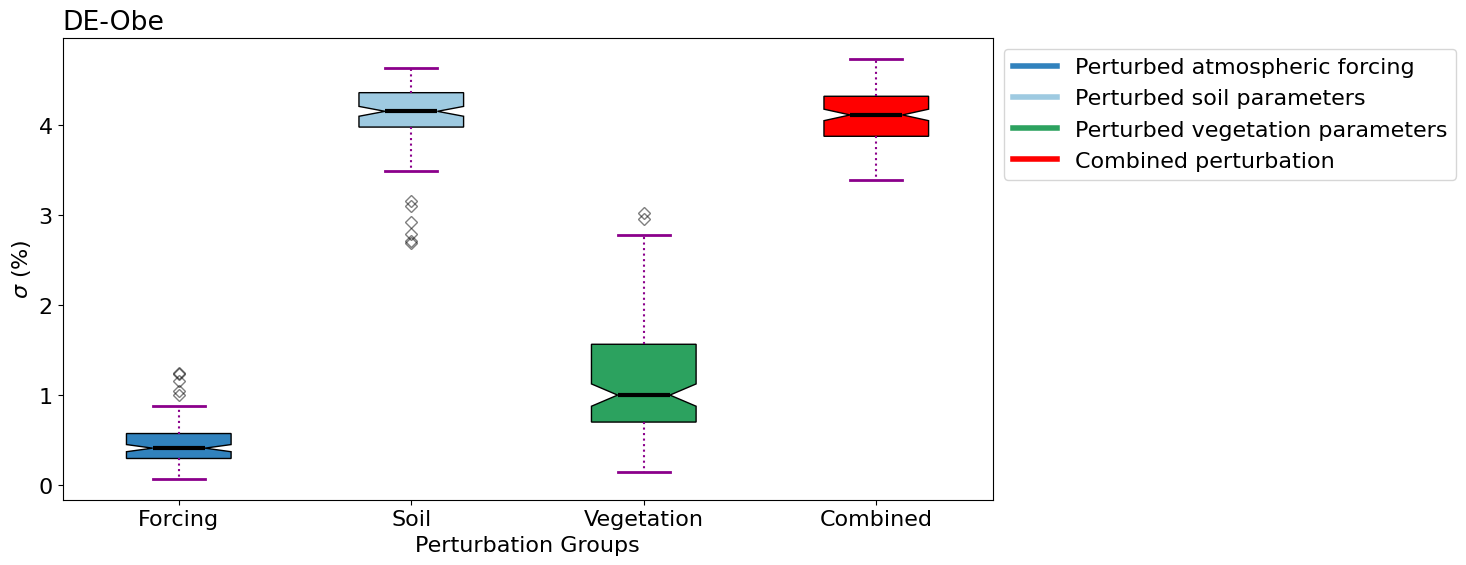 DE-Obe
σ (%)
4
3
2
1
0
Forcing Soil Vegetation Combined
Perturbation Groups
Perturbed atmospheric forcing
Perturbed soil parameters
Perturbed vegetation parameters
Combined perturbation